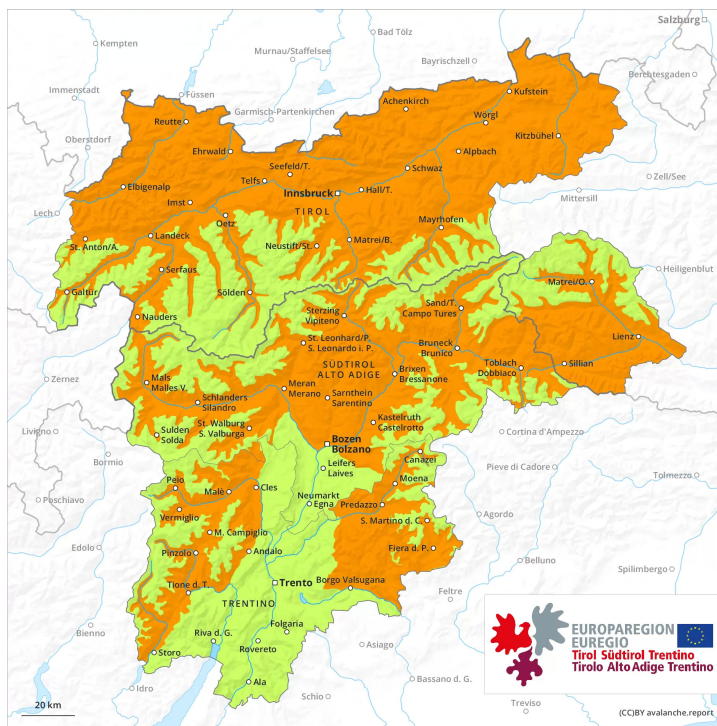 Salzburg
Kempten
Bad Tölz
Murnau/Staffelsee
Bayrischzell
Berchtesgaden
Immenstadt
Füssen
Garmisch-Partenkirchen
Achenkirch
Kufstein
Reutte
Wörgl
Oberstdorf
Ehrwald
Kitzbühel
Alpbach
Seefeld/T.
Schwaz
Telfs
Zell/See
Elbigenalp
Innsbruck
Hall/T.
Mittersill
Imst
TIROL
Lech
Oetz
Mayrhofen
St. Anton/A.
Landeck
Neustift/St.
Matrei/B.
Heiligenblut
Serfaus
Matrei/O.
Galtür
Sölden
Nauders
Sterzing
Vipiteno
Sand/T.
Campo Tures
Lienz
St. Leonhard/P.
S. Leonardo i. P.
Bruneck
Brunico
Toblach
Dobbiaco
Sillian
SÜDTIROL
ALTO ADIGE
Brixen
Bressanone
Zernez
Mals
Malles V.
Meran
Merano
Sarnthein
Sarentino
Schlanders
Silandro
Kastelruth
Castelrotto
Livigno
Sulden
Solda
St. Walburg
S. Valburga
Cortina d'Ampezzo
Bozen
Bolzano
Bormio
Canazei
Pieve di Cadore
Leifers
Laives
Tolmezzo
Poschiavo
Peio
Malè
Cles
Moena
Neumarkt
Egna
Predazzo
Vermiglio
Agordo
S. Martino d. C.
M. Campiglio
Edolo
Pinzolo
Andalo
Fiera d. P.
Belluno
Spilimbergo
Trento
Borgo Valsugana
Tione d. T.
Feltre
TRENTINO
Folgaria
Bienno
Riva d. G.
Rovereto
Asiago
Storo
Bassano d. G.
Ala
Idro
Schio
Treviso
EUROPAREGION
EUREGIO
Tirol Südtirol Trentino
Tirolo Alto Adige Trentino
20 km
(CC)BY avalanche.report